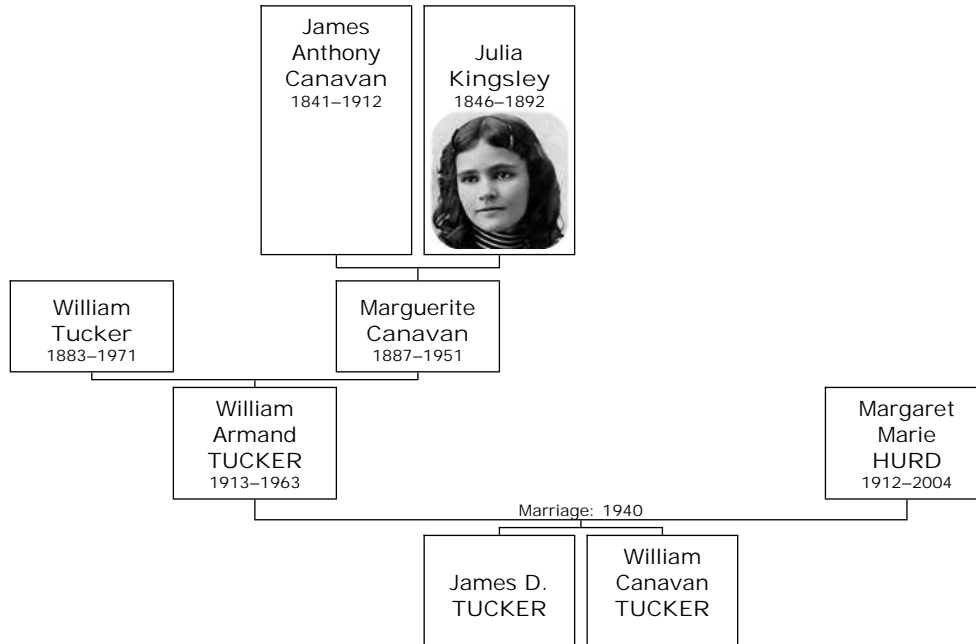 James
Anthony
Canavan
1841–1912
Julia
Kingsley
1846–1892
William
Tucker
1883–1971
Marguerite
Canavan
1887–1951
William
Armand
TUCKER
1913–1963
Margaret
Marie
HURD
1912–2004
Marriage: 1940
James D.
TUCKER
William
Canavan
TUCKER